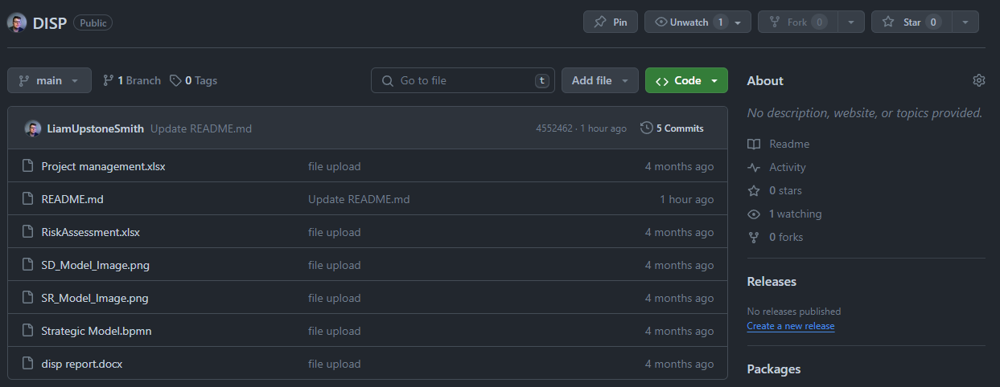 DISP Public Pin Unwatch 1 Fork 0 Star 0
main 1 Branch 0 Tags Go to file t Add file Code
LiamUpstoneSmith Update README.md 4552462 · 1 hour ago 5 Commits
Project management.xlsx file upload 4 months ago
README.md Update README.md 1 hour ago
RiskAssessment.xlsx file upload 4 months ago
SD_Model_Image.png file upload 4 months ago
SR_Model_Image.png file upload 4 months ago
Strategic Model.bpmn file upload 4 months ago
disp report.docx file upload 4 months ago
About
No description, website, or topics provided.
Readme
Activity
0 stars
1 watching
0 forks
Releases
No releases published
Create a new release
Packages